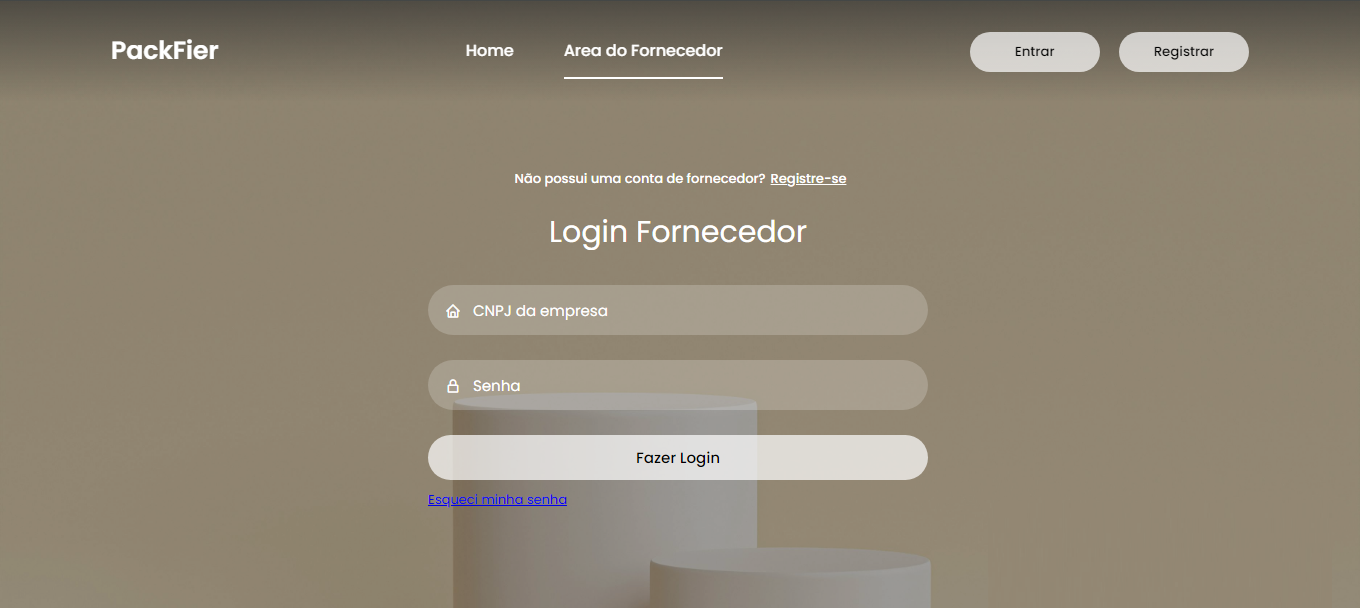 PackFier
Home
Area do Fornecedor
Entrar
Registrar
Não possui uma conta de fornecedor? Registre-se
Login Fornecedor
CNPJ da empresa
Senha
Fazer Login
Esqueci minha senha